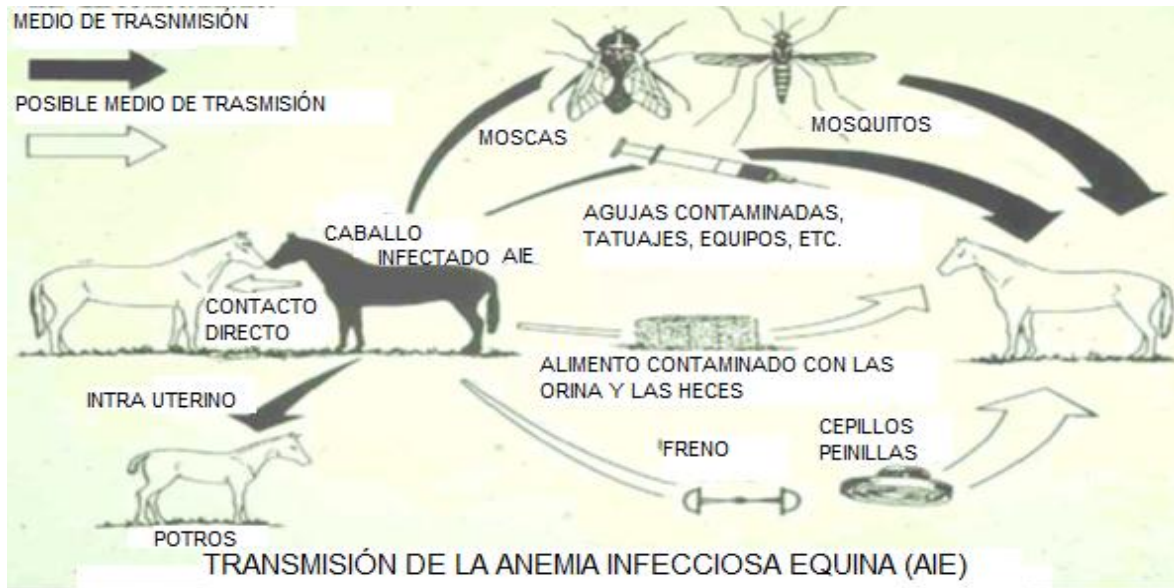 MEDIO DE TRASNMISIÓN
POSIBLE MEDIO DE TRASMISIÓN
MOSCAS
MOSQUITOS
AGUJAS CONTAMINADAS,
TATUAJES, EQUIPOS, ETC.
CABALLO
INFECTADO AIE
CONTACTO
DIRECTO
ALIMENTO CONTAMINADO CON LAS
ORINA Y LAS HECES
INTRA UTERINO
FRENO
CEPILLOS
PEINILLAS
POTROS
TRANSMISIÓN DE LA ANEMIA INFECCIOSA EQUINA (AIE)